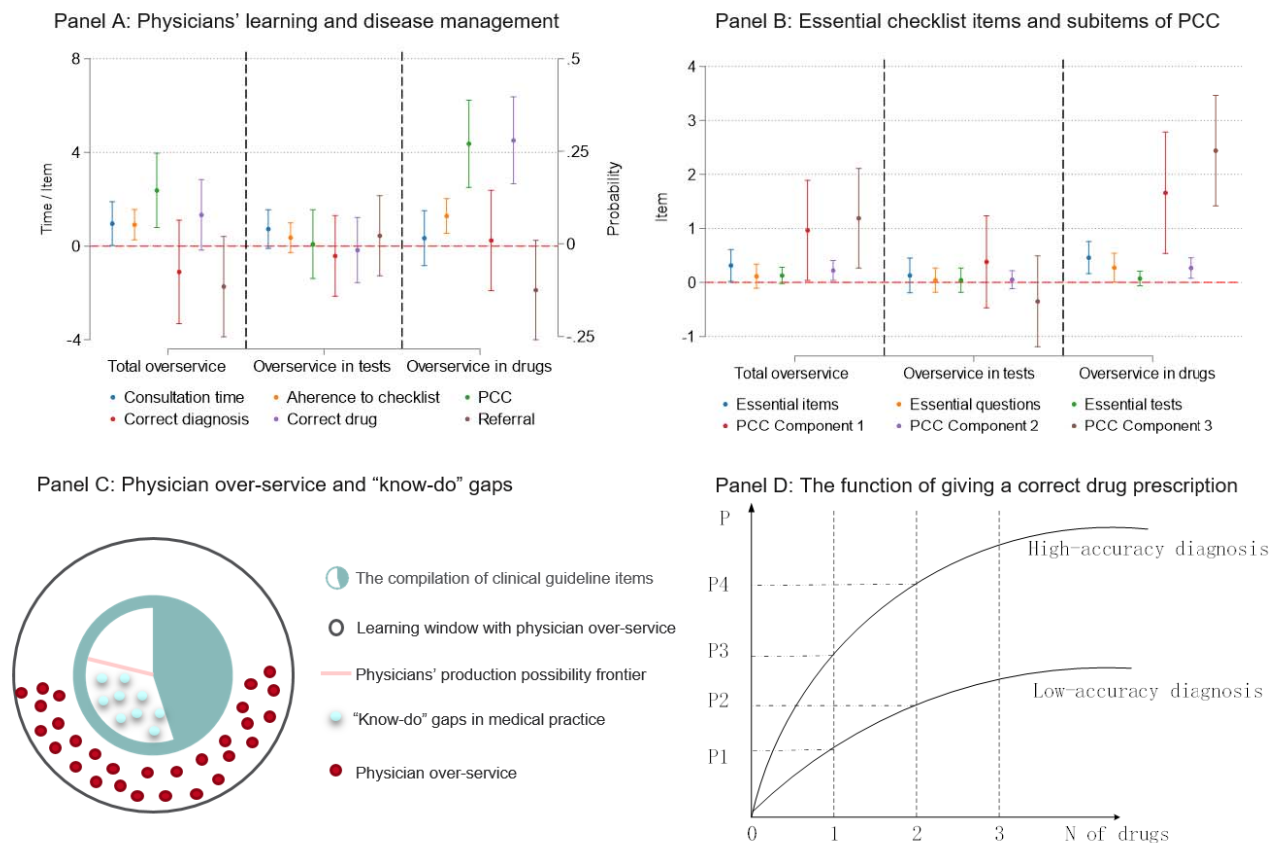 Panel A: Physicians’ learning and disease management
8
4
0
-4
Time / Item
.5
.25
0
-.25
Probability
Total overservice
Overservice in tests
Overservice in drugs
Consultation time
Aherence to checklist
PCC
Correct diagnosis
Correct drug
Referral
Panel B: Essential checklist items and subitems of PCC
4
3
2
1
0
-1
Item
Total overservice
Overservice in tests
Overservice in drugs
Essential items
Essential questions
Essential tests
PCC Component 1
PCC Component 2
PCC Component 3
Panel C: Physician over-service and “know-do” gaps
The compilation of clinical guideline items
Learning window with physician over-service
Physicians’ production possibility frontier
“Know-do” gaps in medical practice
Physician over-service
Panel D: The function of giving a correct drug prescription
P
High-accuracy diagnosis
P4
P3
Low-accuracy diagnosis
P2
P1
0
1
2
3
N of drugs